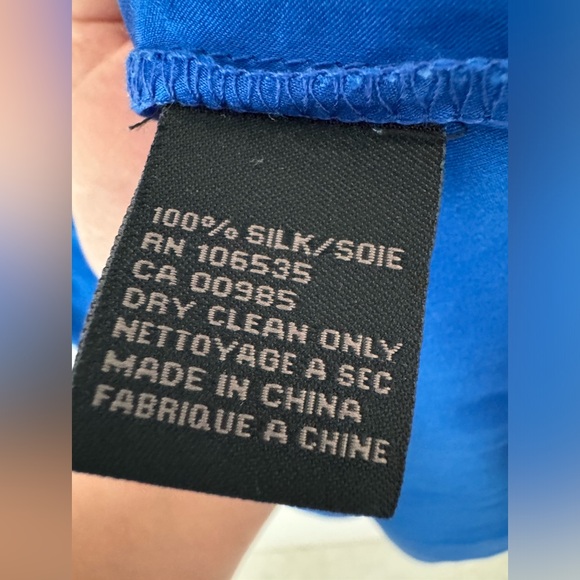 100% SILK/SOIE
RN 106535
CA 00985
DRY CLEAN ONLY
NETTOYAGE A SEC
MADE IN CHINA
FABRIQUE A CHINE